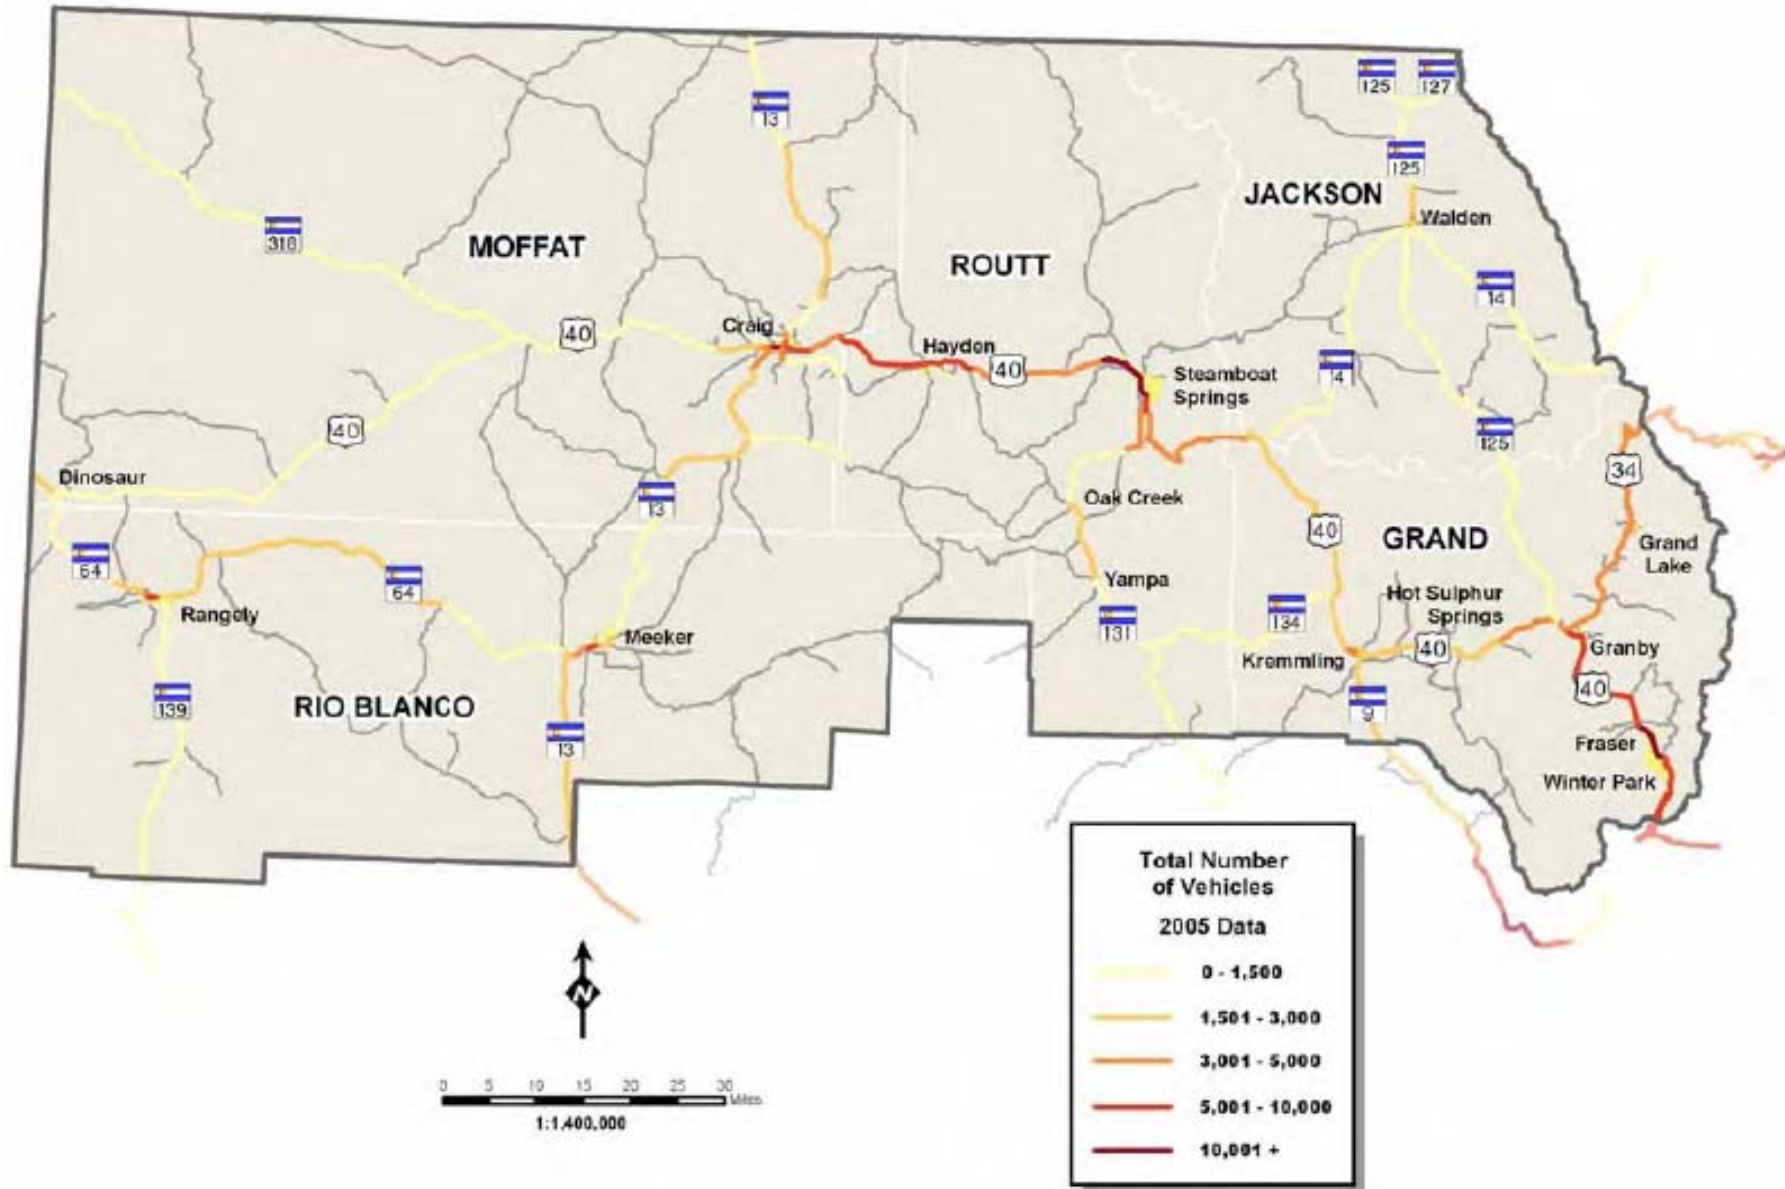 125
127
13
125
JACKSON
Walden
318
MOFFAT
ROUTT
14
Craig
40
Hayden
40
14
Steamboat
Springs
40
125
34
Dinosaur
13
Oak Creek
40
GRAND
Grand
Lake
64
64
Yampa
Hot Sulphur
Springs
Rangely
131
134
Meeker
40
Granby
Kremmling
139
RIO BLANCO
13
9
40
Fraser
Winter Park
Total Number
of Vehicles
2005 Data
0 - 1,500
1,501 - 3,000
3,001 - 5,000
5,001 - 10,000
10,001 +
N
0 5 10 15 20 25 30
Miles
1:1,400,000